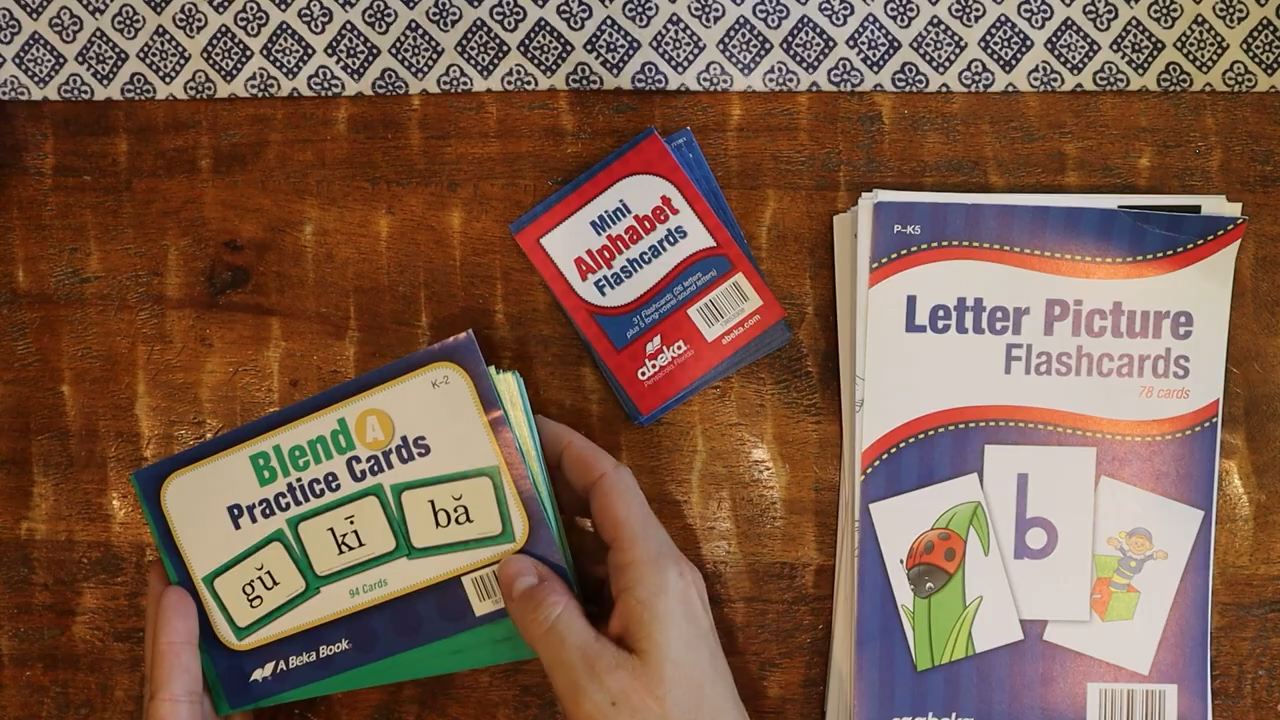 Mini
Alphabet
Flashcards
31 Flashcards (26 letters
plus 5 long-vowel-sound letters)
abeka
Pensacola, Florida
abeka.com
P–K5
Letter Picture
Flashcards
78 cards
b
abeka
K–2
Blend A
Practice Cards
gŭ
kī
bă
94 Cards
A Beka Book